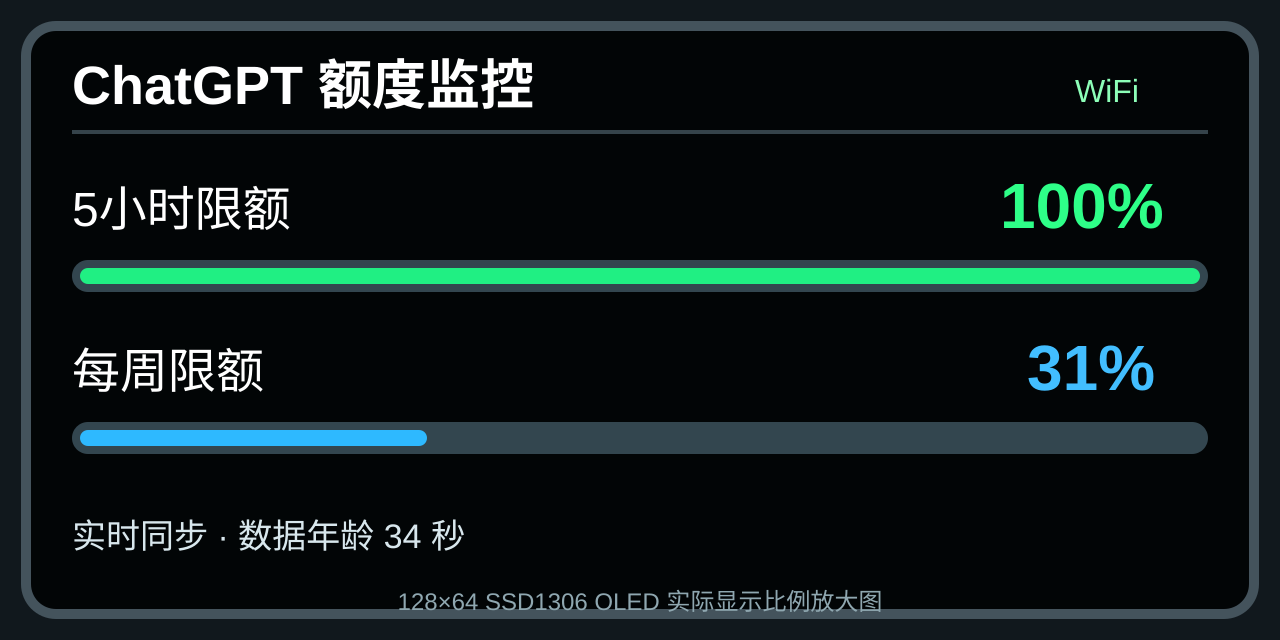 ChatGPT 额度监控 WiFi
5小时限额 100%
每周限额 31%
实时同步 · 数据年龄 34 秒
128×64 SSD1306 OLED 实际显示比例放大图